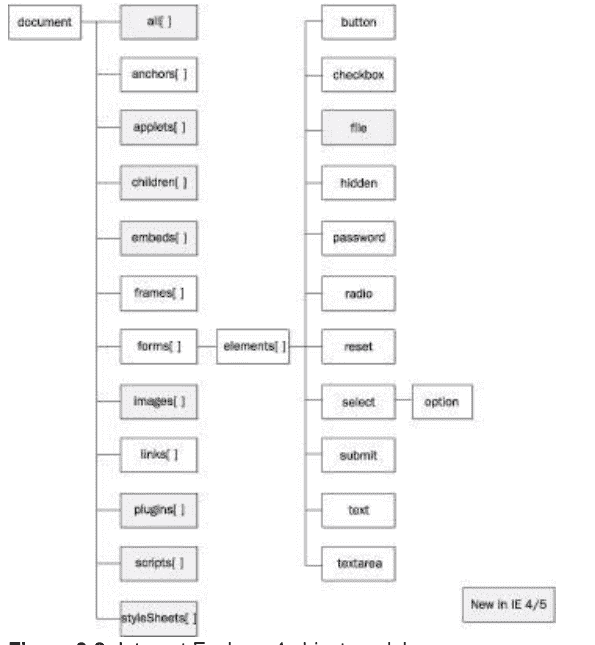 document
all[ ]
anchors[ ]
applets[ ]
children[ ]
embeds[ ]
frames[ ]
forms[ ]
images[ ]
links[ ]
plugins[ ]
scripts[ ]
styleSheets[ ]
elements[ ]
button
checkbox
file
hidden
password
radio
reset
select
submit
text
textarea
option
New in IE 4/5